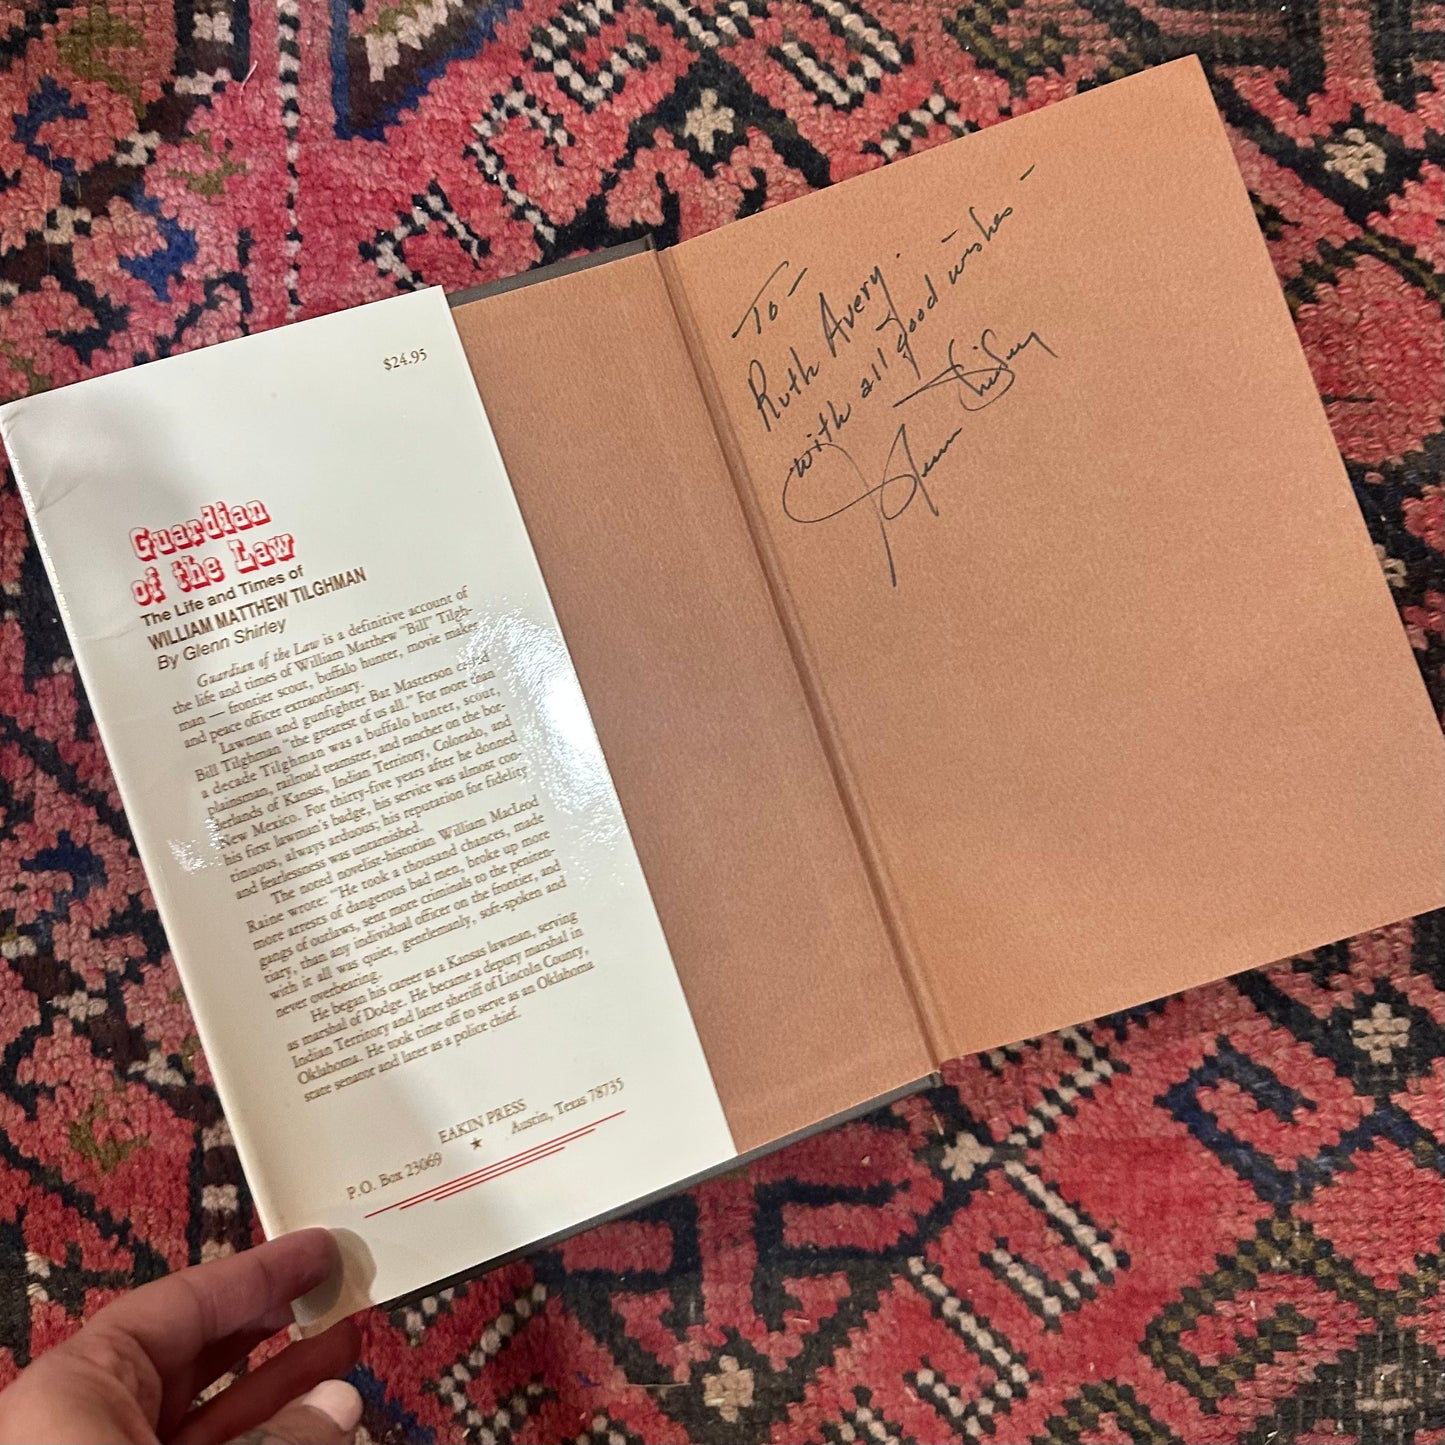 $24.95
Guardian
of the Law
The Life and Times of
WILLIAM MATTHEW TILGHMAN
By Glenn Shirley
Guardian of the Law is a definitive account of
the life and times of William Matthew "Bill" Tilgh-
man — frontier scout, buffalo hunter, movie maker
and peace officer extraordinary.
Lawman and gunfighter Bat Masterson called
Bill Tilghman "the greatest of us all." For more than
a decade Tilghman was a buffalo hunter, scout,
plainsman, railroad teamster, and rancher on the bor-
derlands of Kansas, Indian Territory, Colorado, and
New Mexico. For thirty-five years after he donned
his first lawman's badge, his service was almost con-
tinuous, always arduous; his reputation for fidelity
and fearlessness was untarnished.
The noted novelist-historian William MacLeod
Raine wrote: "He took a thousand chances, made
more arrests of dangerous bad men, broke up more
gangs of outlaws, sent more criminals to the peniten-
tiary, than any individual officer on the frontier, and
with it all was quiet, gentlemanly, soft-spoken and
never overbearing.
He began his career as a Kansas lawman, serving
as marshal of Dodge. He became a deputy marshal in
Indian Territory and later sheriff of Lincoln County,
Oklahoma. He took time off to serve as an Oklahoma
state senator and later as a police chief.
EAKIN PRESS
P.O. Box 23069 ★ Austin, Texas 78735
To —
Ruth Avery.
with all good wishes —
Glenn Shirley